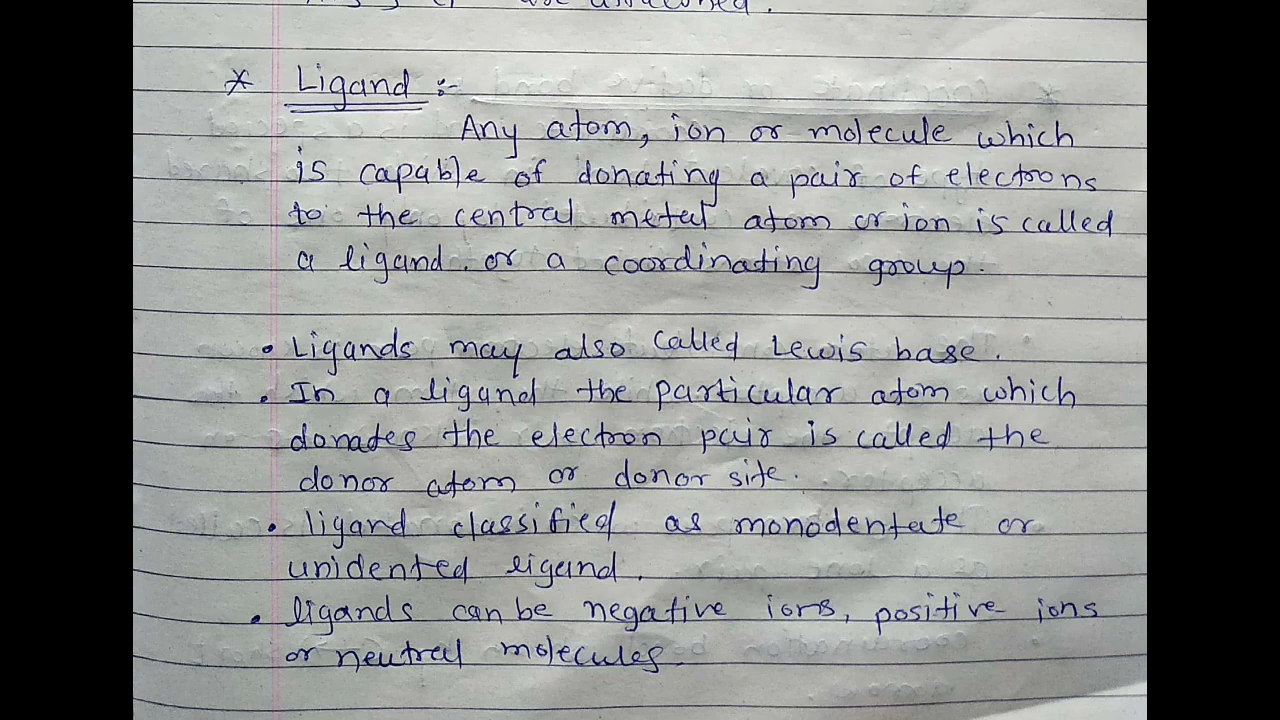 * Ligand :-
Any atom, ion or molecule which
is capable of donating a pair of electrons
to the central metal atom or ion is called
a ligand. or a coordinating group.
• Ligands may also called Lewis base.
• In a ligand the particular atom which
donates the electron pair is called the
donor atom or donor site.
• ligand classified as monodentate or
unidented ligand.
• ligands can be negative ions, positive ions
or neutral molecules.